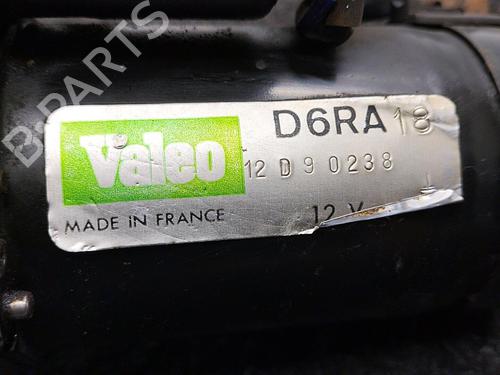 B-PARTS
Valeo
D6RA18
12 D 9 0238
MADE IN FRANCE
12 V